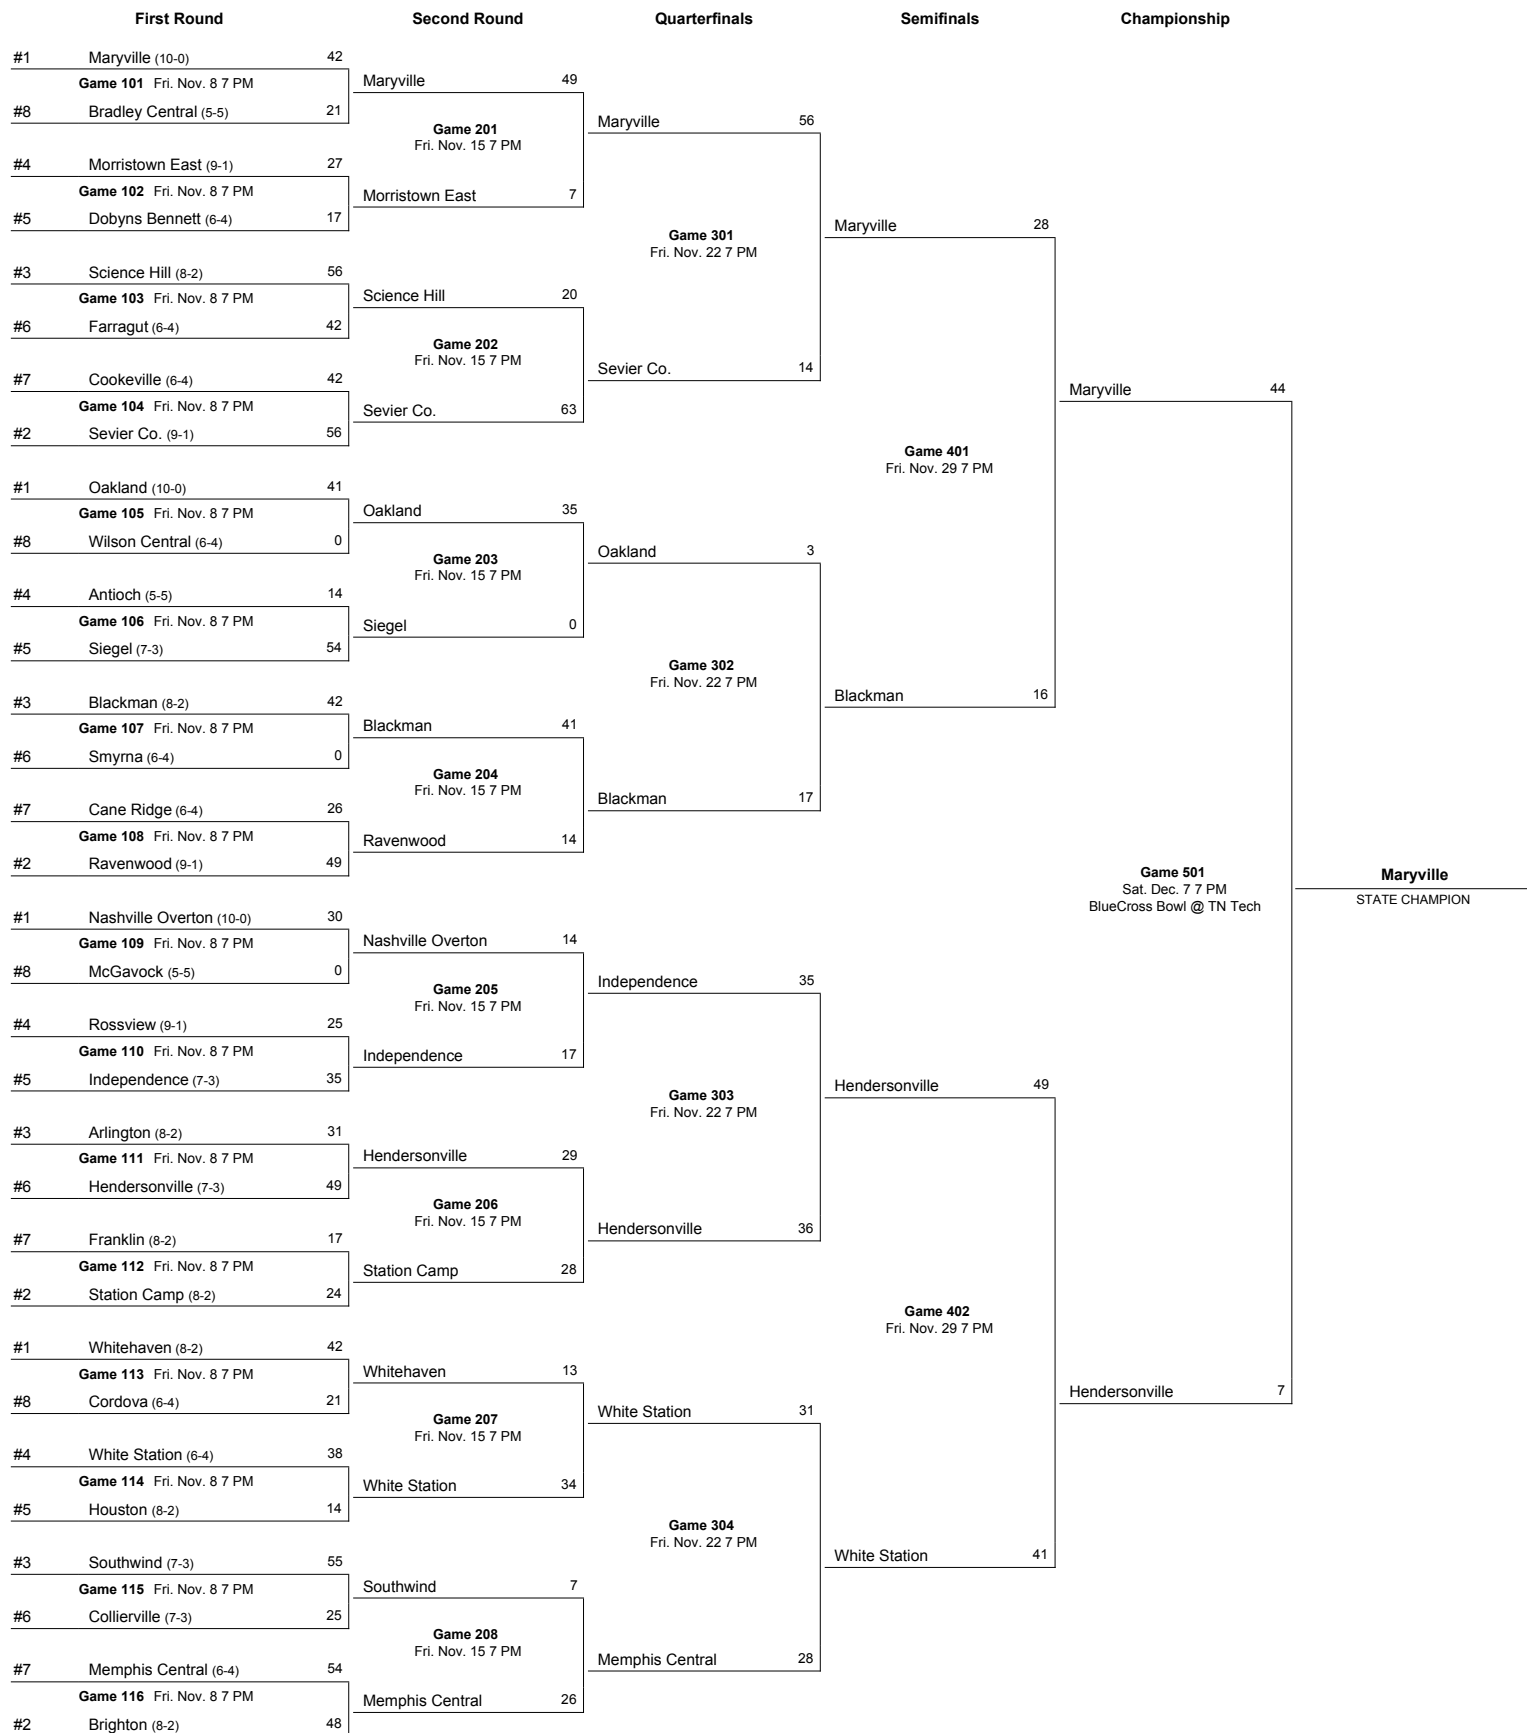 First Round Second Round Quarterfinals Semifinals Championship
#1 Maryville (10-0) 42
Game 101 Fri. Nov. 8 7 PM
#8 Bradley Central (5-5) 21
#4 Morristown East (9-1) 27
Game 102 Fri. Nov. 8 7 PM
#5 Dobyns Bennett (6-4) 17
#3 Science Hill (8-2) 56
Game 103 Fri. Nov. 8 7 PM
#6 Farragut (6-4) 42
#7 Cookeville (6-4) 42
Game 104 Fri. Nov. 8 7 PM
#2 Sevier Co. (9-1) 56
#1 Oakland (10-0) 41
Game 105 Fri. Nov. 8 7 PM
#8 Wilson Central (6-4) 0
#4 Antioch (5-5) 14
Game 106 Fri. Nov. 8 7 PM
#5 Siegel (7-3) 54
#3 Blackman (8-2) 42
Game 107 Fri. Nov. 8 7 PM
#6 Smyrna (6-4) 0
#7 Cane Ridge (6-4) 26
Game 108 Fri. Nov. 8 7 PM
#2 Ravenwood (9-1) 49
#1 Nashville Overton (10-0) 30
Game 109 Fri. Nov. 8 7 PM
#8 McGavock (5-5) 0
#4 Rossview (9-1) 25
Game 110 Fri. Nov. 8 7 PM
#5 Independence (7-3) 35
#3 Arlington (8-2) 31
Game 111 Fri. Nov. 8 7 PM
#6 Hendersonville (7-3) 49
#7 Franklin (8-2) 17
Game 112 Fri. Nov. 8 7 PM
#2 Station Camp (8-2) 24
#1 Whitehaven (8-2) 42
Game 113 Fri. Nov. 8 7 PM
#8 Cordova (6-4) 21
#4 White Station (6-4) 38
Game 114 Fri. Nov. 8 7 PM
#5 Houston (8-2) 14
#3 Southwind (7-3) 55
Game 115 Fri. Nov. 8 7 PM
#6 Collierville (7-3) 25
#7 Memphis Central (6-4) 54
Game 116 Fri. Nov. 8 7 PM
#2 Brighton (8-2) 48
Maryville 49
Game 201
Fri. Nov. 15 7 PM
Morristown East 7
Science Hill 20
Game 202
Fri. Nov. 15 7 PM
Sevier Co. 63
Oakland 35
Game 203
Fri. Nov. 15 7 PM
Siegel 0
Blackman 41
Game 204
Fri. Nov. 15 7 PM
Ravenwood 14
Nashville Overton 14
Game 205
Fri. Nov. 15 7 PM
Independence 17
Hendersonville 29
Game 206
Fri. Nov. 15 7 PM
Station Camp 28
Whitehaven 13
Game 207
Fri. Nov. 15 7 PM
White Station 34
Southwind 7
Game 208
Fri. Nov. 15 7 PM
Memphis Central 26
Maryville 56
Game 301
Fri. Nov. 22 7 PM
Sevier Co. 14
Oakland 3
Game 302
Fri. Nov. 22 7 PM
Blackman 17
Independence 35
Game 303
Fri. Nov. 22 7 PM
Hendersonville 36
White Station 31
Game 304
Fri. Nov. 22 7 PM
Memphis Central 28
Maryville 28
Game 401
Fri. Nov. 29 7 PM
Blackman 16
Hendersonville 49
Game 402
Fri. Nov. 29 7 PM
White Station 41
Maryville 44
Game 501
Sat. Dec. 7 7 PM
BlueCross Bowl @ TN Tech
Hendersonville 7
Maryville
STATE CHAMPION